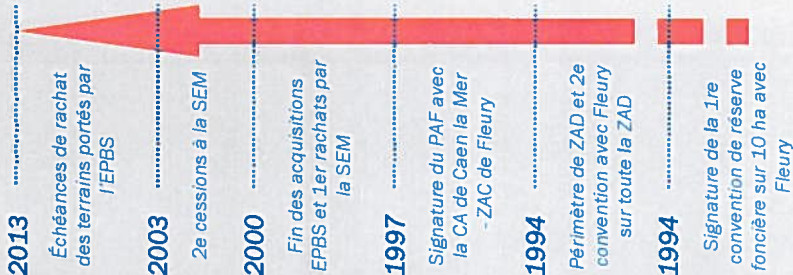 2013
Échéances de rachat
des terrains portés par
l'EPBS
2003
2e cessions à la SEM
2000
Fin des acquisitions
EPBS et 1er rachats par
la SEM
1997
Signature du PAF avec
la CA de Caen la Mer
-ZAC de Fleury
1994
Périmètre de ZAD et 2e
convention avec Fleury
sur toute la ZAD
1994
Signature de la 1re
convention de réserve
foncière sur 10 ha avec
Fleury